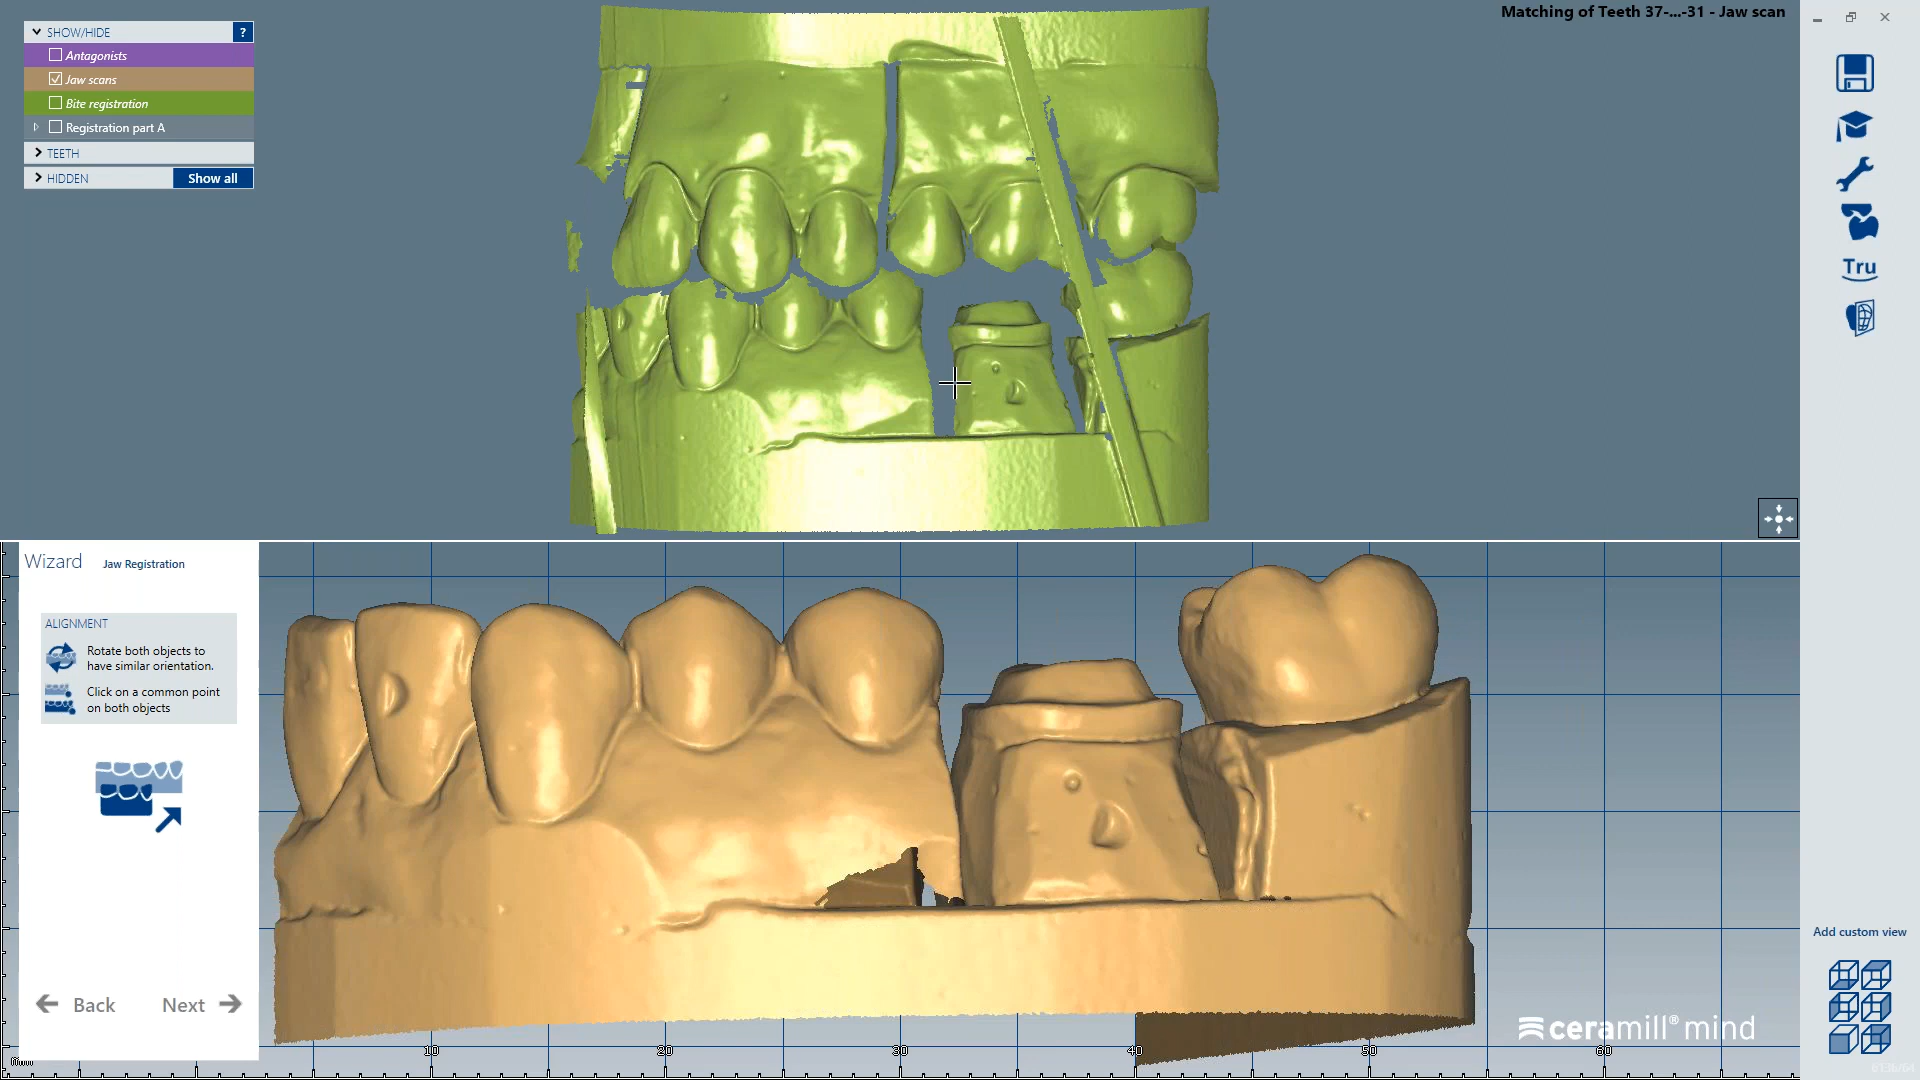 Matching of Teeth 37-...-31 - Jaw scan
SHOW/HIDE
?
Antagonists
Jaw scans
Bite registration
Registration part A
TEETH
HIDDEN
Show all
Tru
Wizard
Jaw Registration
ALIGNMENT
Rotate both objects to
have similar orientation.
Click on a common point
on both objects
Back
Next
Add custom view
ceramill® mind
10
20
30
40
50
60